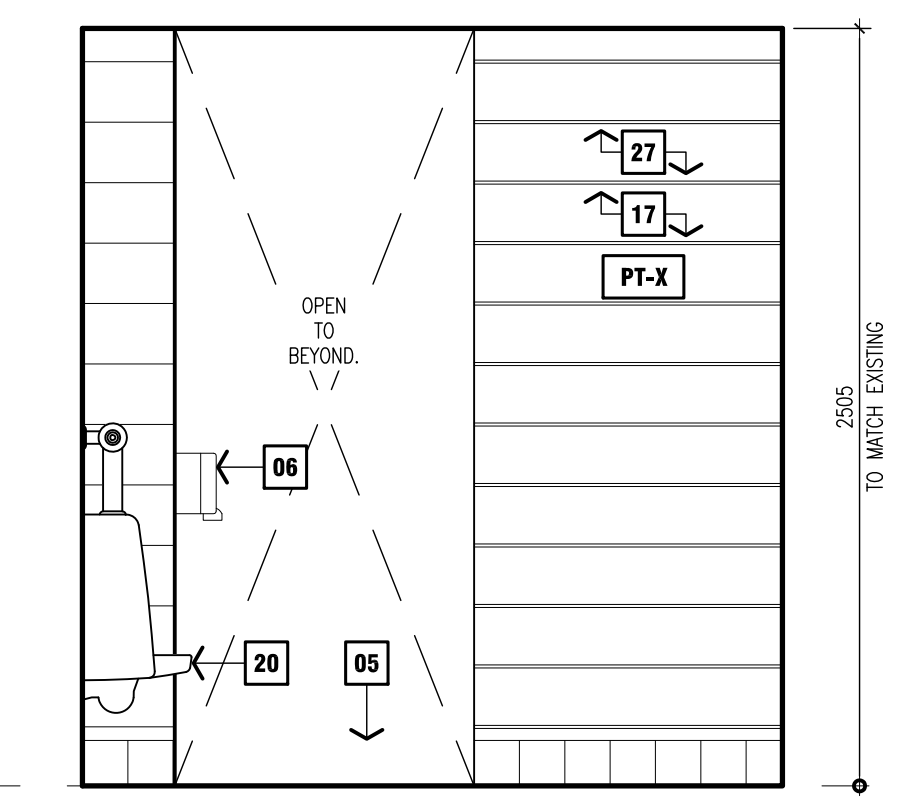 27
17
PT-X
OPEN
TO
BEYOND.
2505
TO MATCH EXISTING
06
20
05